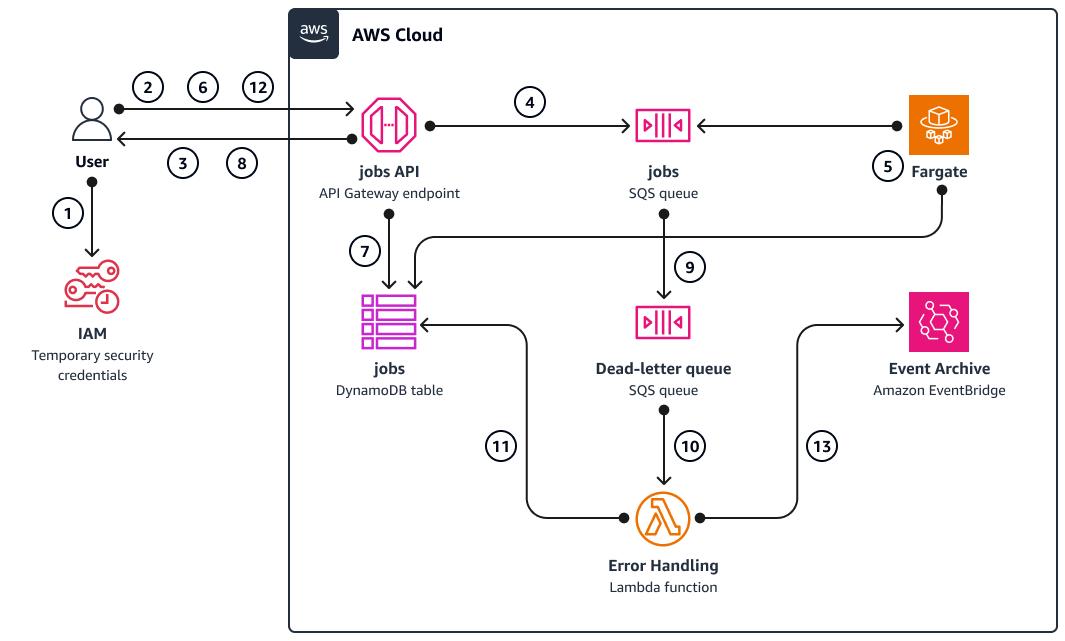 aws
AWS Cloud
2
6
12
4
User
3
8
jobs API
API Gateway endpoint
jobs
SQS queue
5
Fargate
1
7
9
IAM
Temporary security
credentials
jobs
DynamoDB table
Dead-letter queue
SQS queue
Event Archive
Amazon EventBridge
11
10
13
Error Handling
Lambda function